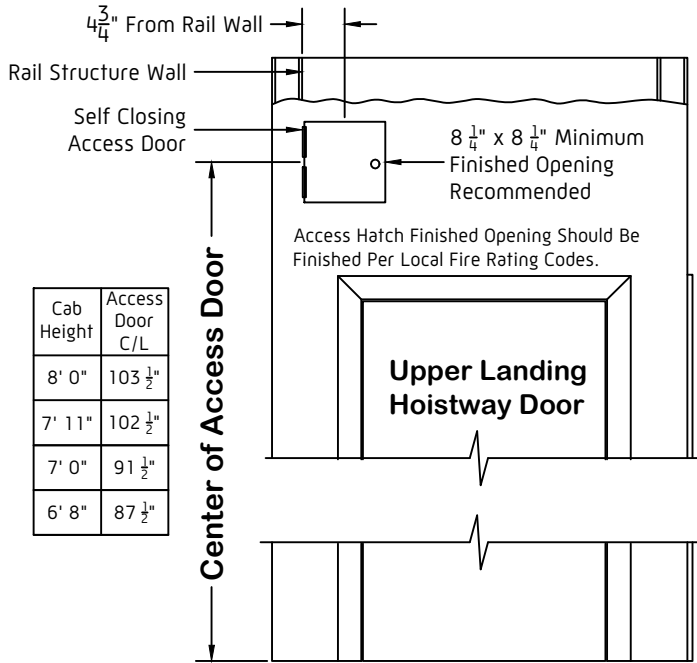 4 3/4" From Rail Wall
Rail Structure Wall
Self Closing
Access Door
8 1/4" x 8 1/4" Minimum
Finished Opening
Recommended
Access Hatch Finished Opening Should Be
Finished Per Local Fire Rating Codes.
Center of Access Door
Cab
Height
Access
Door
C/L
8' 0" 103 1/2"
7' 11" 102 1/2"
7' 0" 91 1/2"
6' 8" 87 1/2"
Upper Landing
Hoistway Door